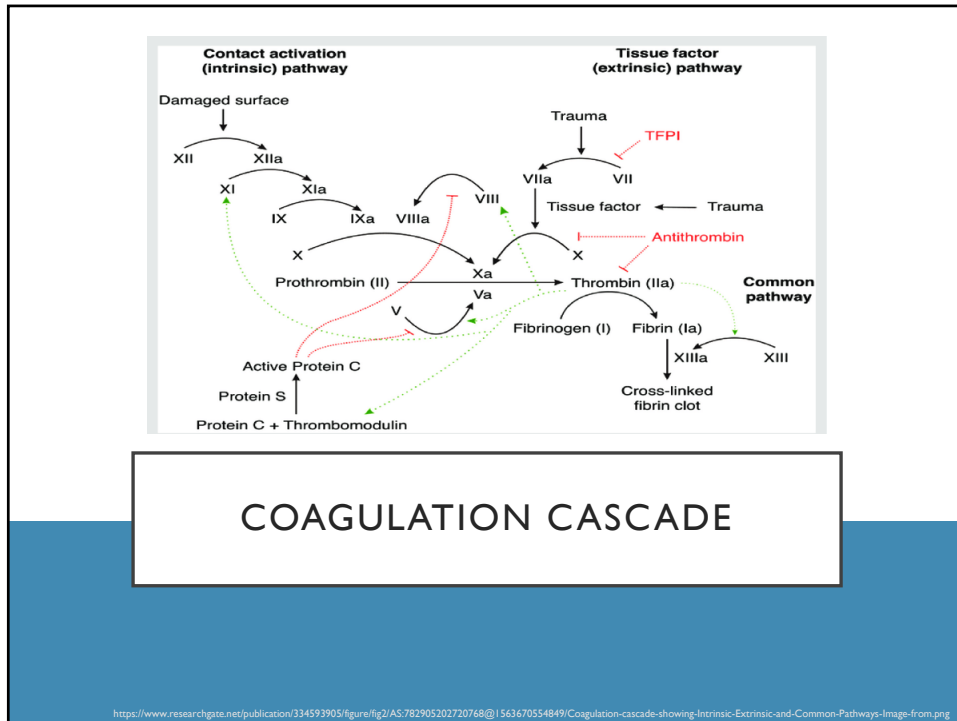 Contact activation
(intrinsic) pathway
Tissue factor
(extrinsic) pathway
Damaged surface
Trauma
TFPI
XII
XIIa
VIIa
VII
XI
XIa
VIII
IX
IXa
VIIIa
Tissue factor
Trauma
X
X
Antithrombin
Xa
Prothrombin (II)
Thrombin (IIa)
Common
pathway
Va
V
Fibrinogen (I)
Fibrin (Ia)
XIIIa
XIII
Active Protein C
Cross-linked
fibrin clot
Protein S
Protein C + Thrombomodulin
COAGULATION CASCADE
https://www.researchgate.net/publication/334593905/figure/fig2/AS:782905202720768@1563670554849/Coagulation-cascade-showing-Intrinsic-Extrinsic-and-Common-Pathways-Image-from.png